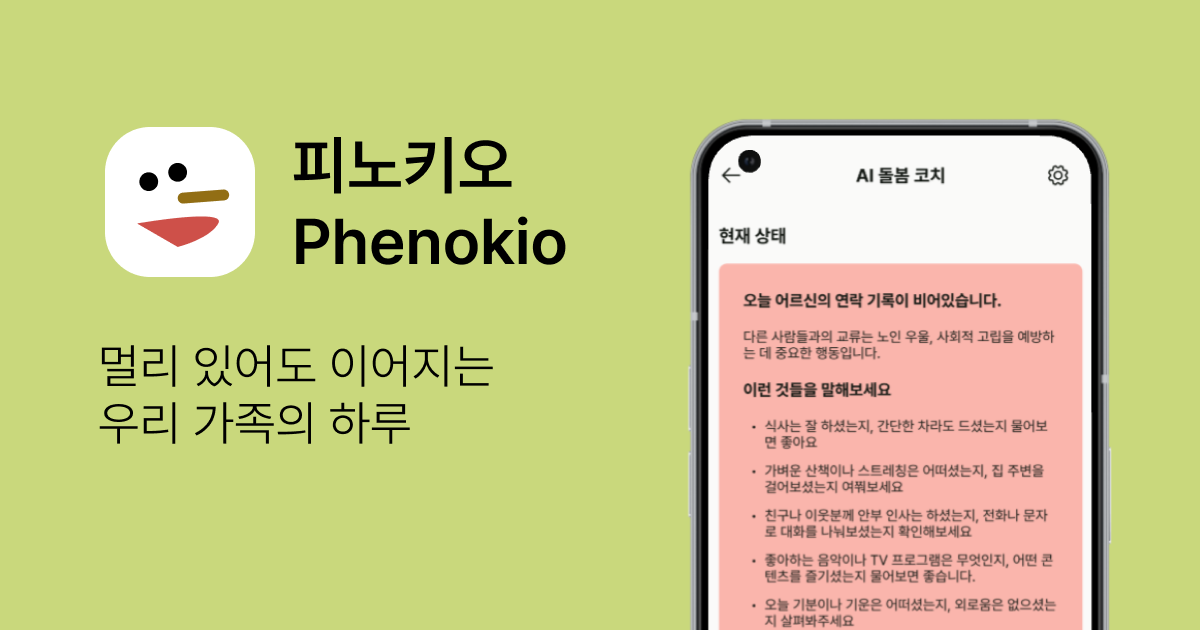 피노키오
Phenokio
멀리 있어도 이어지는
우리 가족의 하루
AI 돌봄 코치
현재 상태
오늘 어르신의 연락 기록이 비어있습니다.
다른 사람들과의 교류는 노인 우울, 사회적 고립을 예방하
는 데 중요한 행동입니다.
이런 것들을 말해보세요
• 식사는 잘 하셨는지, 간단한 차라도 드셨는지 물어보
면 좋아요
• 가벼운 산책이나 스트레칭은 어떠셨는지, 집 주변을
걸어보셨는지 여쭤보세요
• 친구나 이웃분께 안부 인사는 하셨는지, 전화나 문자
로 대화를 나눠보셨는지 확인해보세요
• 좋아하는 음악이나 TV 프로그램은 무엇인지, 어떤 콘
텐츠를 즐기셨는지 물어보면 좋습니다.
• 오늘 기분이나 기운은 어떠셨는지, 외로움은 없으셨는
지 살펴봐주세요